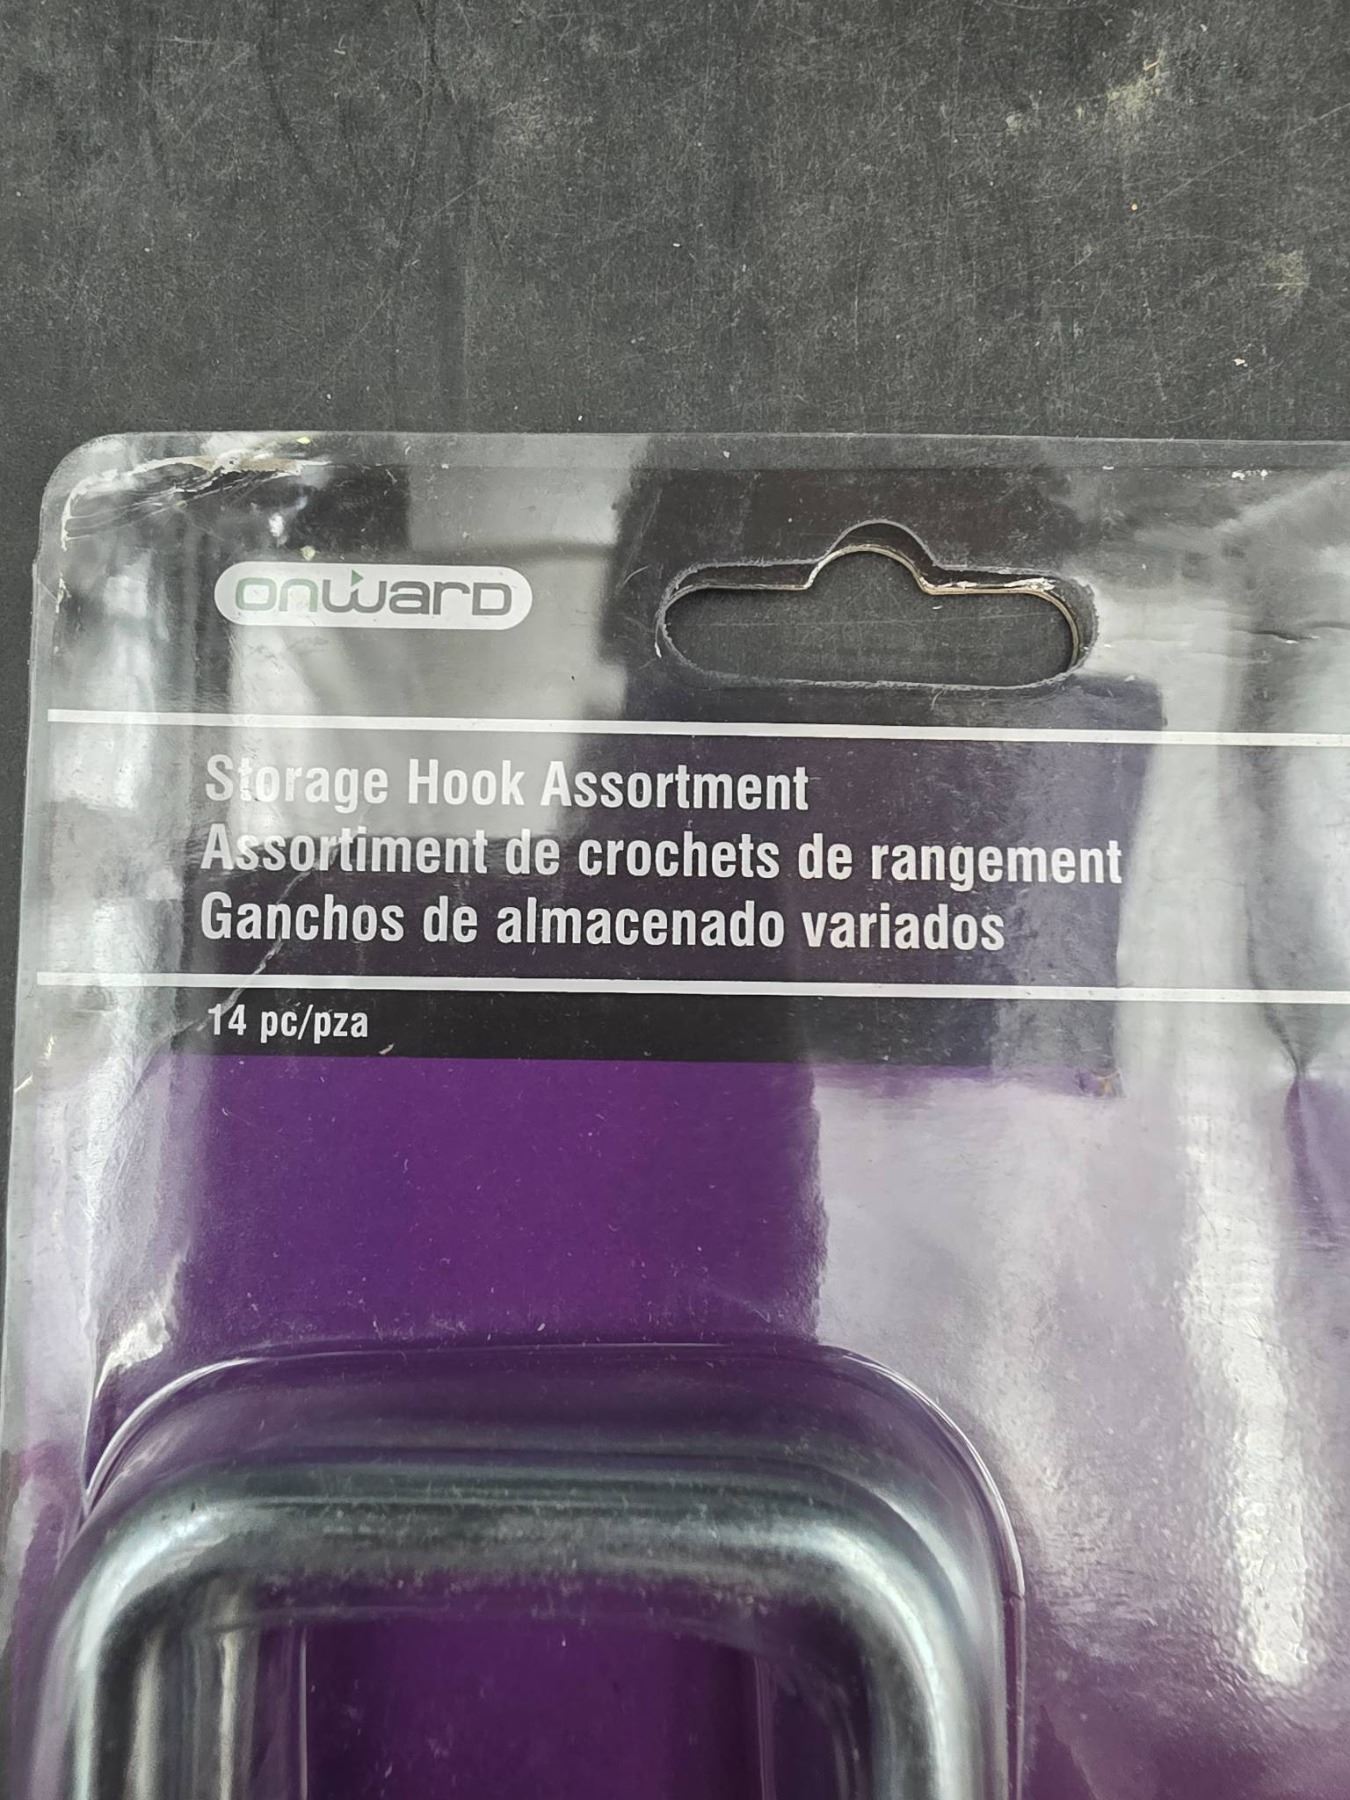 onward
Storage Hook Assortment
Assortiment de crochets de rangement
Ganchos de almacenado variados
14 pc/pza